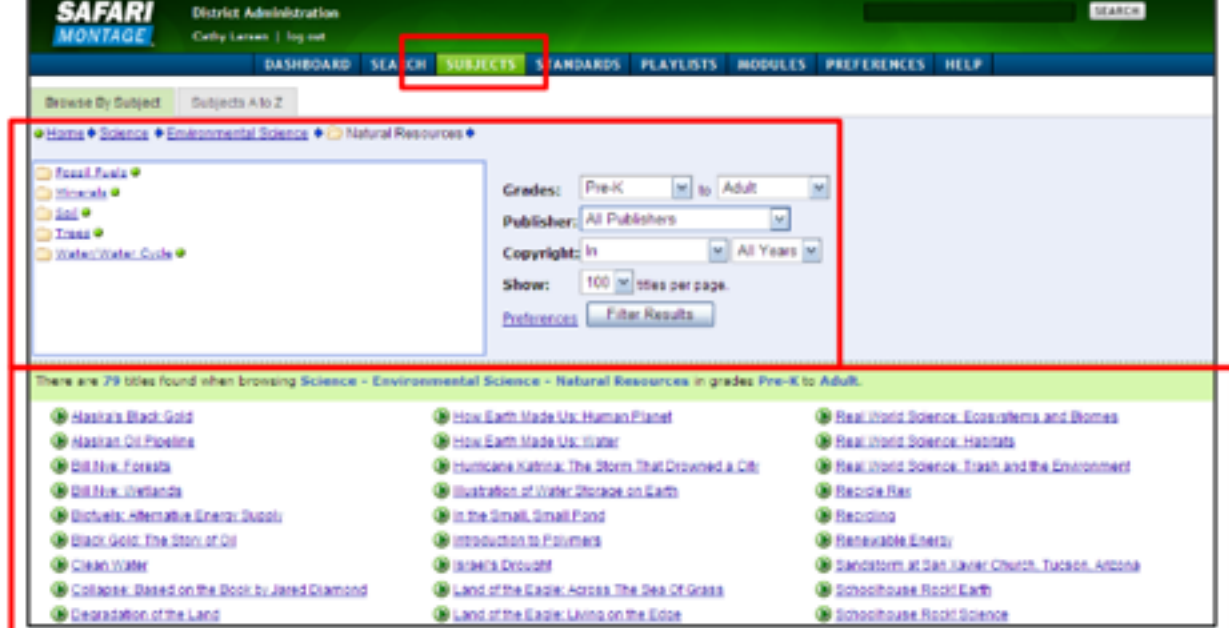 SAFARI
MONTAGE
District Administration
Cathy Larsen | log out
SEARCH
DASHBOARD SEARCH SUBJECTS STANDARDS PLAYLISTS MODULES PREFERENCES HELP
Browse By Subject Subjects A to Z
Home Science Environmental Science Natural Resources
Fossil Fuels
Minerals
Soil
Trees
Water/Water Cycle
Grades: Pre-K to Adult
Publisher: All Publishers
Copyright: In All Years
Show: 100 titles per page.
Preferences Filter Results
There are 79 titles found when browsing Science - Environmental Science - Natural Resources in grades Pre-K to Adult.
Alaska's Black Gold
Alaskan Oil Pipeline
Bill Nye: Forests
Bill Nye: Wetlands
Biofuels: Alternative Energy Supply
Black Gold: The Story of Oil
Clean Water
Collapse: Based on the Book by Jared Diamond
Degradation of the Land
How Earth Made Us: Human Planet
How Earth Made Us: Water
Hurricane Katrina: The Storm That Drowned a City
Illustration of Water Storage on Earth
In the Small, Small Pond
Introduction to Polymers
Israel's Drought
Land of the Eagle: Across The Sea Of Grass
Land of the Eagle: Living on the Edge
Real World Science: Ecosystems and Biomes
Real World Science: Habitats
Real World Science: Trash and the Environment
Recycle Rex
Recycling
Renewable Energy
Sandstorm at San Xavier Church, Tucson, Arizona
Schoolhouse Rock! Earth
Schoolhouse Rock! Science